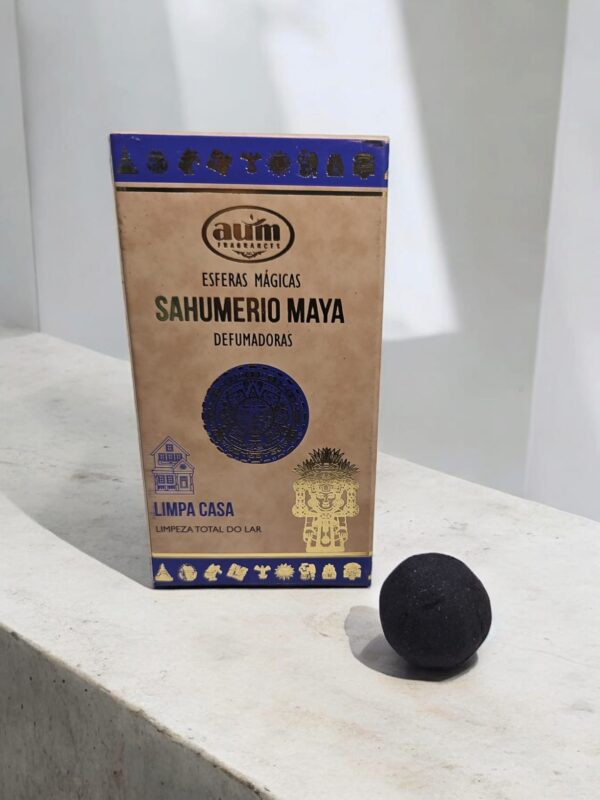 aum
FRAGRANCES
ESFERAS MÁGICAS
SAHUMERIO MAYA
DEFUMADORAS
LIMPA CASA
LIMPEZA TOTAL DO LAR